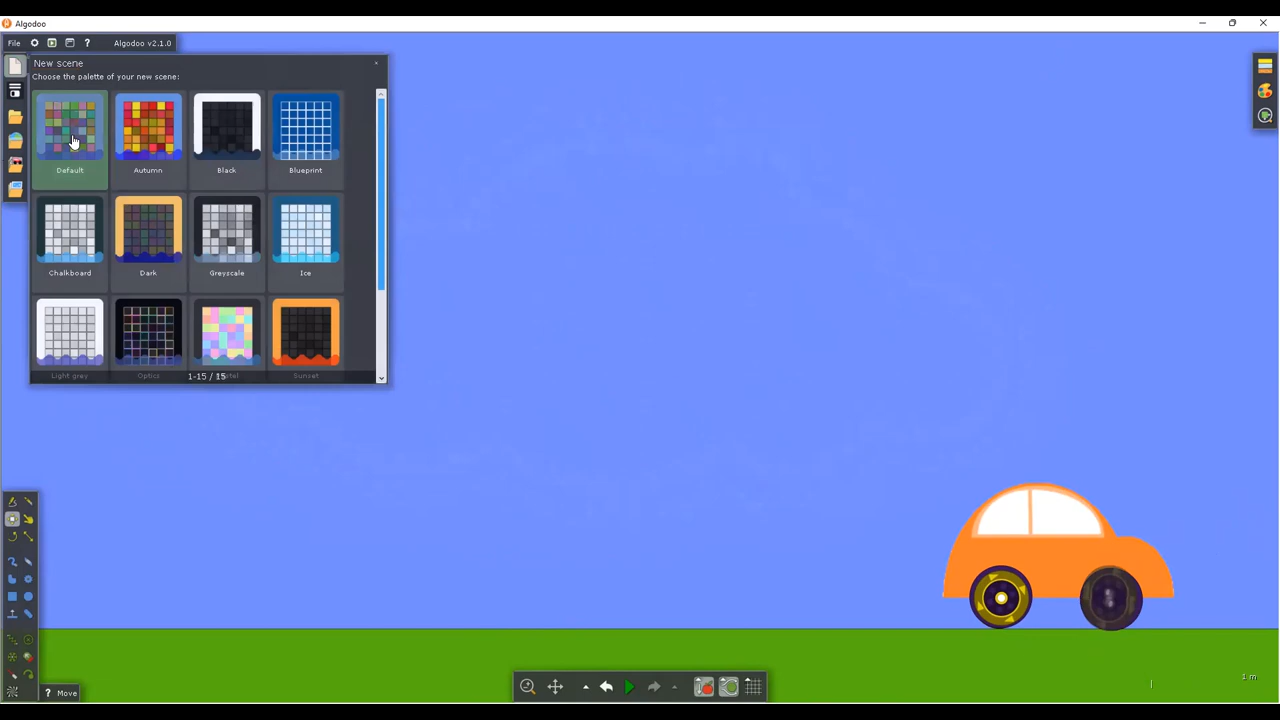 Algodoo
File ? Algodoo v2.1.0
New scene
Choose the palette of your new scene:
Default Autumn Black Blueprint
Chalkboard Dark Greyscale Ice
Light grey Optics Pastel Sunset
1-15 / 15
? Move
1 m